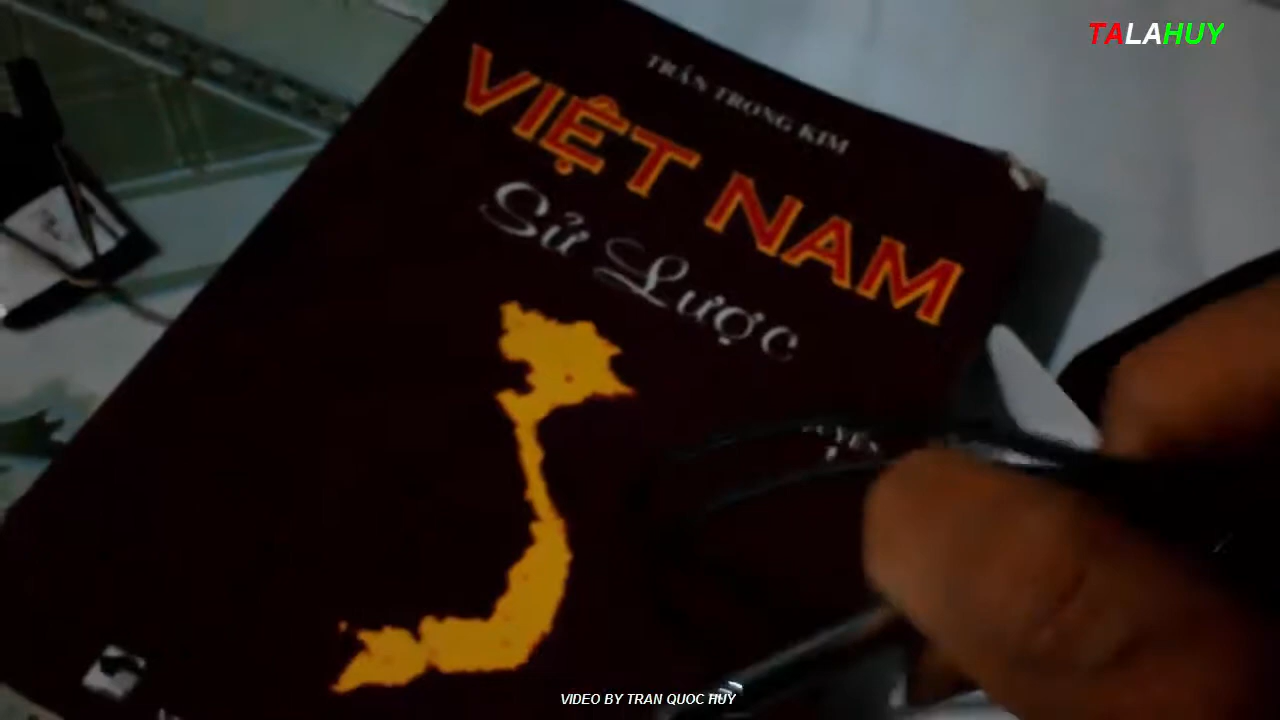 TALAHUY
TRẦN TRỌNG KIM
VIỆT NAM
Sử Lược
VIDEO BY TRAN QUOC HUY